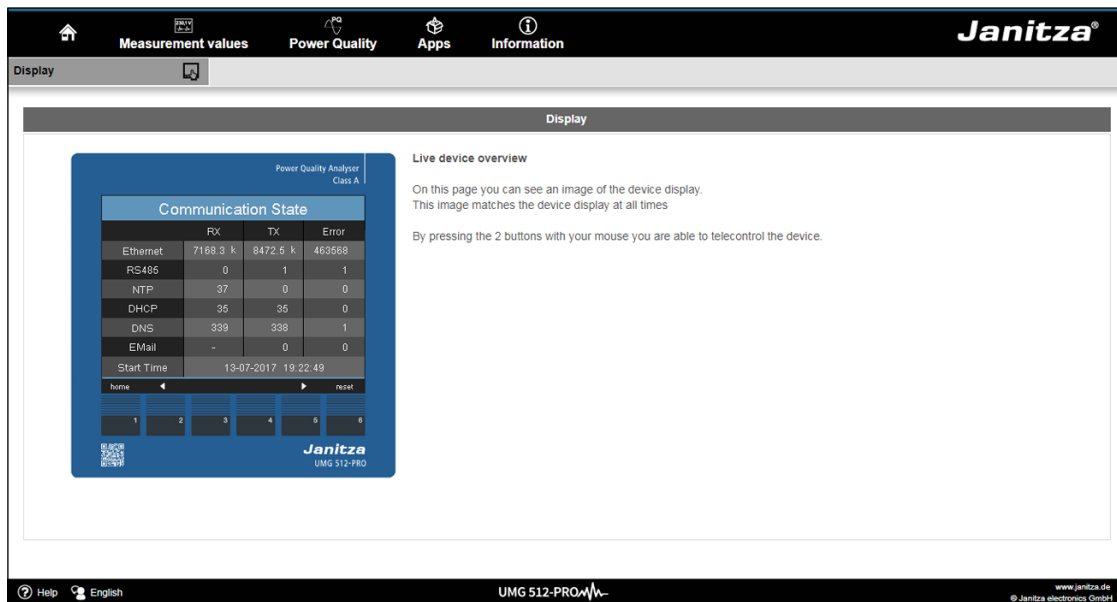 230,1 V
PQ
Measurement values Power Quality Apps Information
Janitza®
Display
Display
Power Quality Analyser
Class A
Communication State
RX TX Error
Ethernet 7168.3 k 8472.5 k 463568
RS485 0 1 1
NTP 37 0 0
DHCP 35 35 0
DNS 339 338 1
EMail - 0 0
Start Time 13-07-2017 19:22:49
home reset
1 2 3 4 5 6
Janitza
UMG 512-PRO
Live device overview
On this page you can see an image of the device display.
This image matches the device display at all times
By pressing the 2 buttons with your mouse you are able to telecontrol the device.
? Help English
UMG 512-PRO
www.janitza.de
© Janitza electronics GmbH